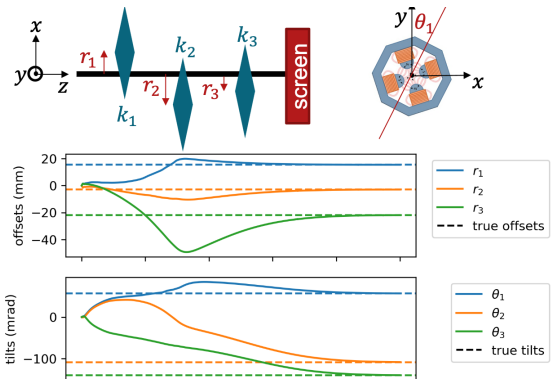 x
y
z
r₁
k₁
k₂
r₂
k₃
r₃
screen
y
θ₁
x
offsets (mm)
20
0
−20
−40
r₁
r₂
r₃
true offsets
tilts (mrad)
0
−100
θ₁
θ₂
θ₃
true tilts